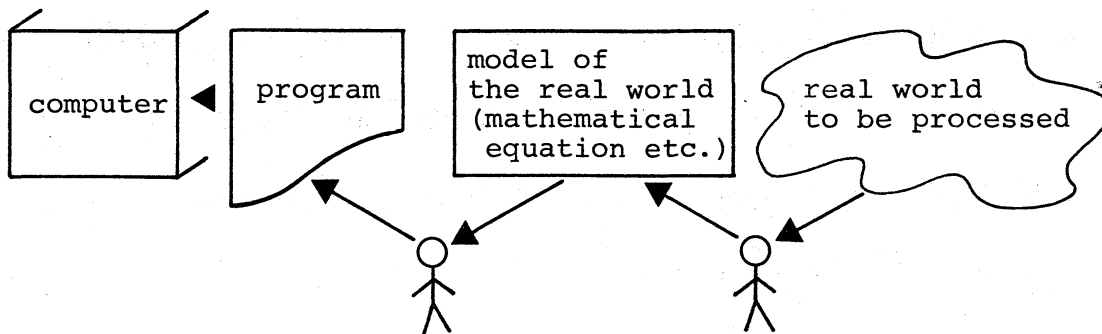 computer
program
model of
the real world
(mathematical
equation etc.)
real world
to be processed